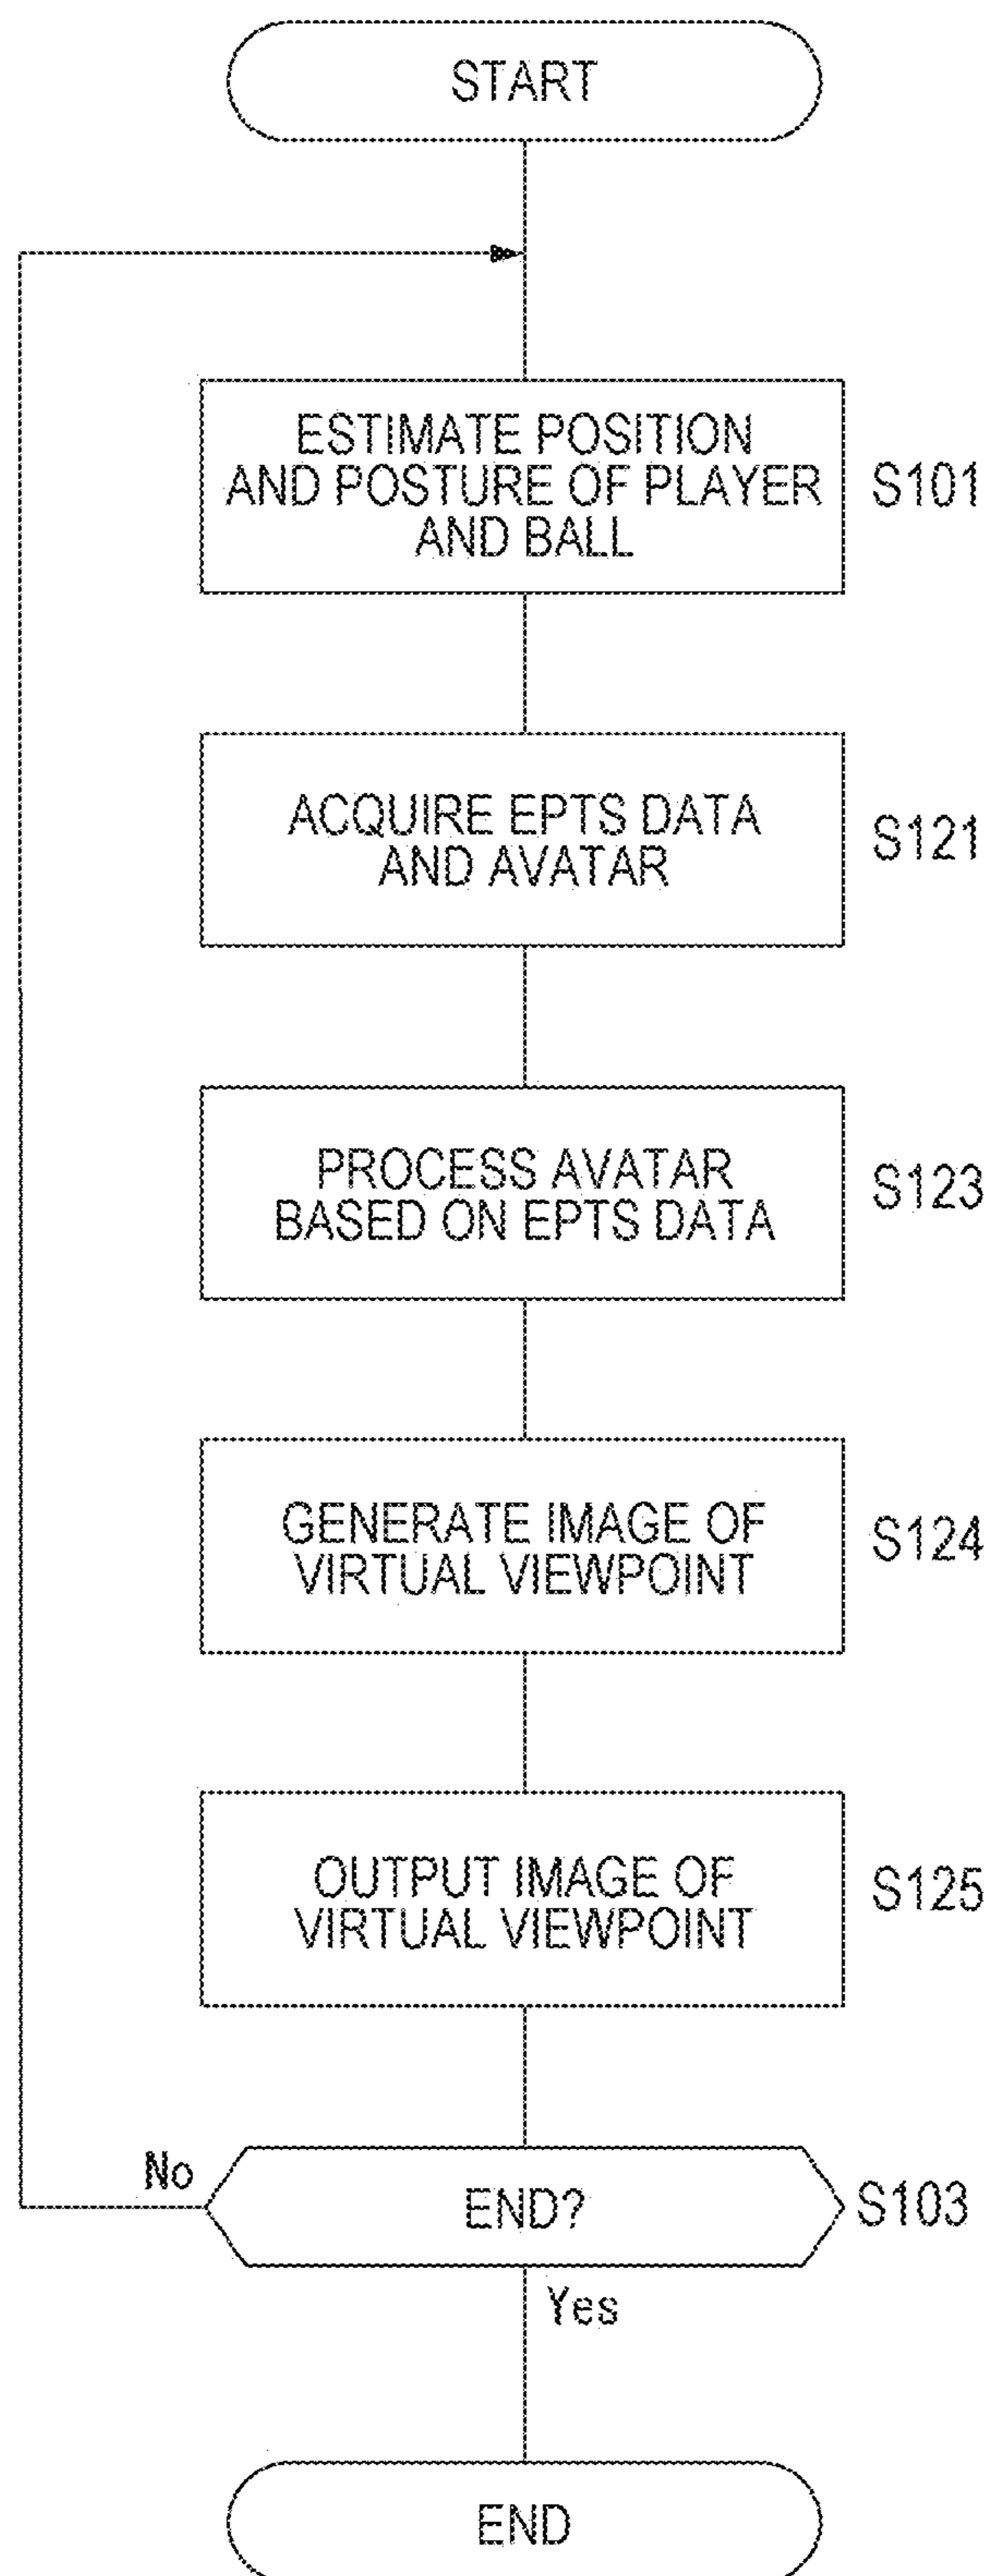 START
ESTIMATE POSITION
AND POSTURE OF PLAYER
AND BALL
S101
ACQUIRE EPTS DATA
AND AVATAR
S121
PROCESS AVATAR
BASED ON EPTS DATA
S123
GENERATE IMAGE OF
VIRTUAL VIEWPOINT
S124
OUTPUT IMAGE OF
VIRTUAL VIEWPOINT
S125
No
END?
S103
Yes
END